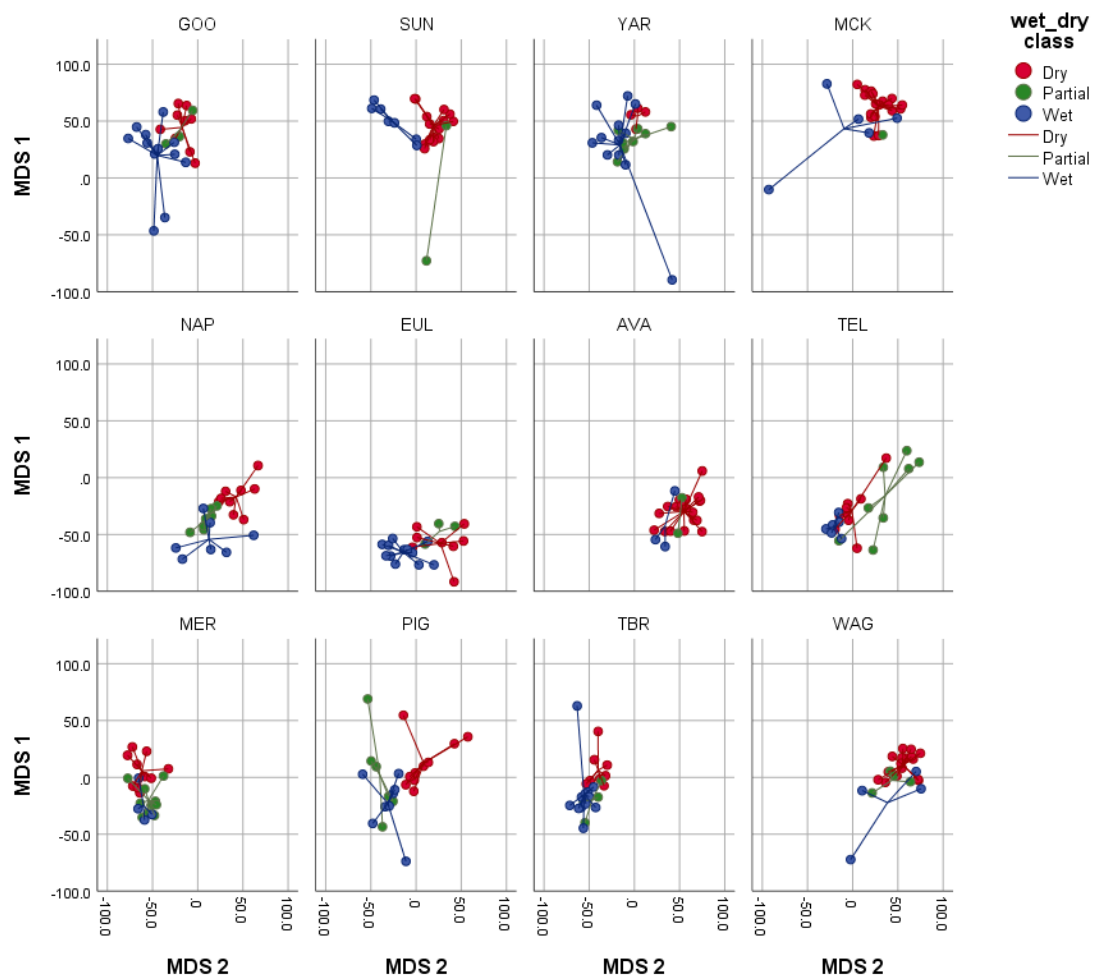 GOO SUN YAR MCK
wet_dry
class
Dry
Partial
Wet
Dry
Partial
Wet
MDS 1
100.0
50.0
.0
-50.0
-100.0
NAP EUL AVA TEL
MDS 1
100.0
50.0
.0
-50.0
-100.0
MER PIG TBR WAG
MDS 1
100.0
50.0
.0
-50.0
-100.0
-100.0 -50.0 .0 50.0 100.0 -100.0 -50.0 .0 50.0 100.0 -100.0 -50.0 .0 50.0 100.0 -100.0 -50.0 .0 50.0 100.0
MDS 2 MDS 2 MDS 2 MDS 2